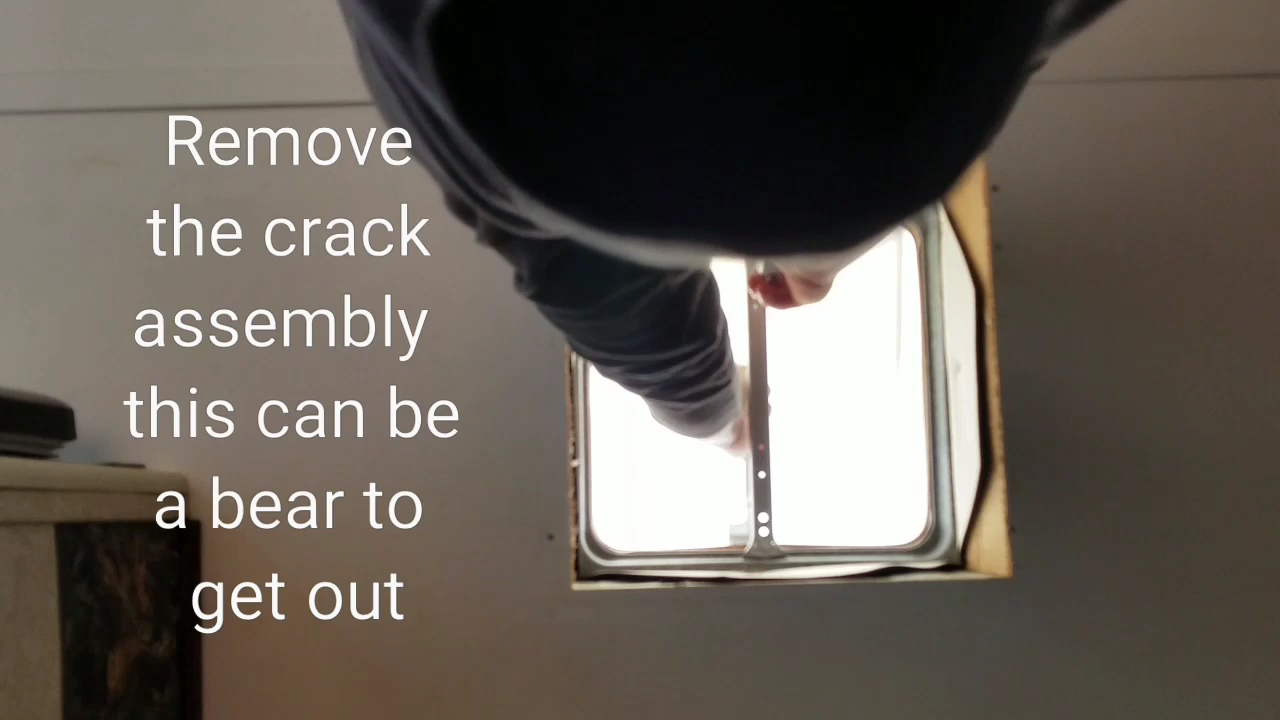 Remove
the crack
assembly
this can be
a bear to
get out